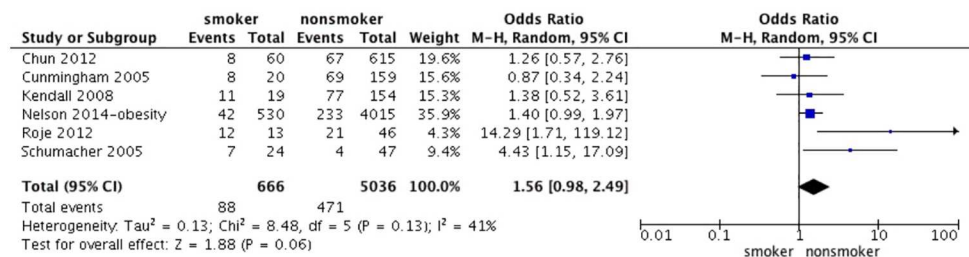 smoker nonsmoker Odds Ratio Odds Ratio
Study or Subgroup Events Total Events Total Weight M-H, Random, 95% CI M-H, Random, 95% CI
Chun 2012 8 60 67 615 19.6% 1.26 [0.57, 2.76]
Cunmingham 2005 8 20 69 159 15.5% 0.87 [0.34, 2.24]
Kendall 2008 11 19 77 154 15.3% 1.38 [0.52, 3.61]
Nelson 2014-obesity 42 530 233 4015 35.9% 1.40 [0.99, 1.97]
Roje 2012 12 13 21 46 4.3% 14.29 [1.71, 119.12]
Schumacher 2005 7 24 4 47 9.4% 4.43 [1.15, 17.09]
Total (95% CI) 666 5036 100.0% 1.56 [0.98, 2.49]
Total events 88 471
Heterogeneity: Tau² = 0.13; Chi² = 8.48, df = 5 (P = 0.13); I² = 41%
Test for overall effect: Z = 1.88 (P = 0.06)
0.01 0.1 1 10 100
smoker nonsmoker